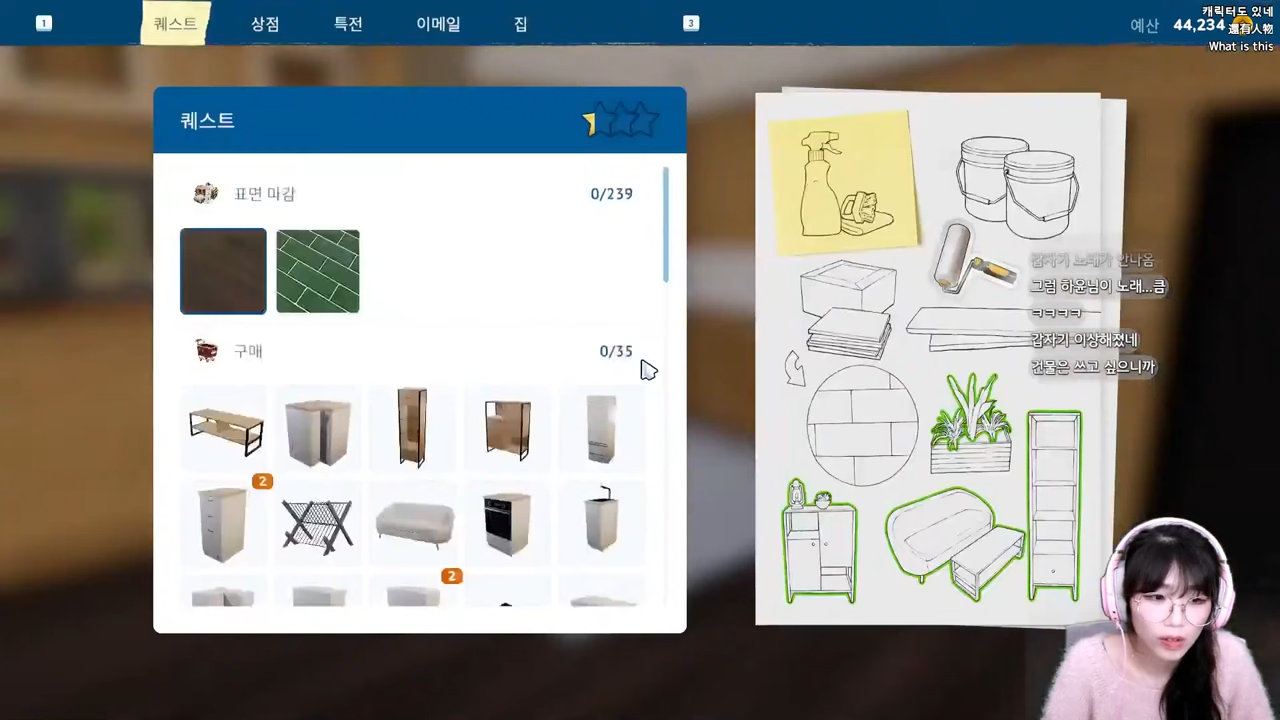 1
퀘스트
상점
특전
이메일
집
3
예산 44,234
캐릭터도 있네
還有人物
What is this
퀘스트
표면 마감
0/239
구매
0/35
2
2
갑자기 노래가 안나옴
그럼 하윤님이 노래...큼
ㅋㅋㅋㅋ
갑자기 이상해졌네
건물은 쓰고 싶으니까